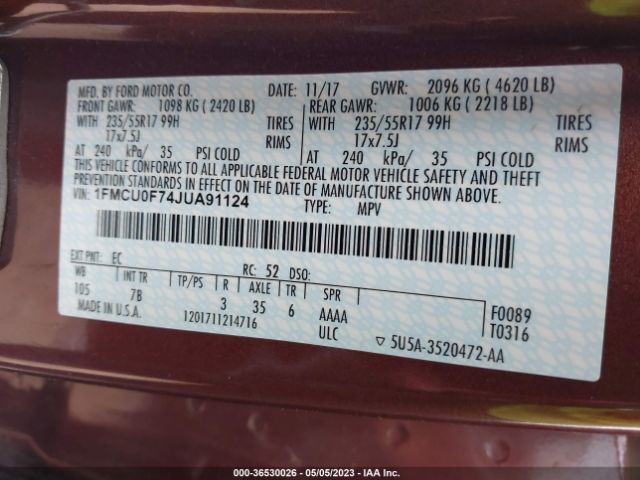 MFD. BY FORD MOTOR CO. DATE: 11/17 GVWR: 2096 KG ( 4620 LB)
FRONT GAWR: 1098 KG ( 2420 LB) REAR GAWR: 1006 KG ( 2218 LB)
WITH 235/55R17 99H TIRES WITH 235/55R17 99H TIRES
17x7.5J RIMS 17x7.5J RIMS
AT 240 kPa/ 35 PSI COLD AT 240 kPa/ 35 PSI COLD
THIS VEHICLE CONFORMS TO ALL APPLICABLE FEDERAL MOTOR VEHICLE SAFETY AND THEFT
PREVENTION STANDARDS IN EFFECT ON THE DATE OF MANUFACTURE SHOWN ABOVE.
VIN: 1FMCU0F74JUA91124 TYPE: MPV
EXT PNT: EC RC: 52 DSO:
WB INT TR TP/PS R AXLE TR SPR
105 7B 3 35 6 AAAA
F0089
T0316
MADE IN U.S.A. 1201711214716 ULC ▽ 5U5A-3520472-AA
000-36530026 - 05/05/2023 - IAA Inc.